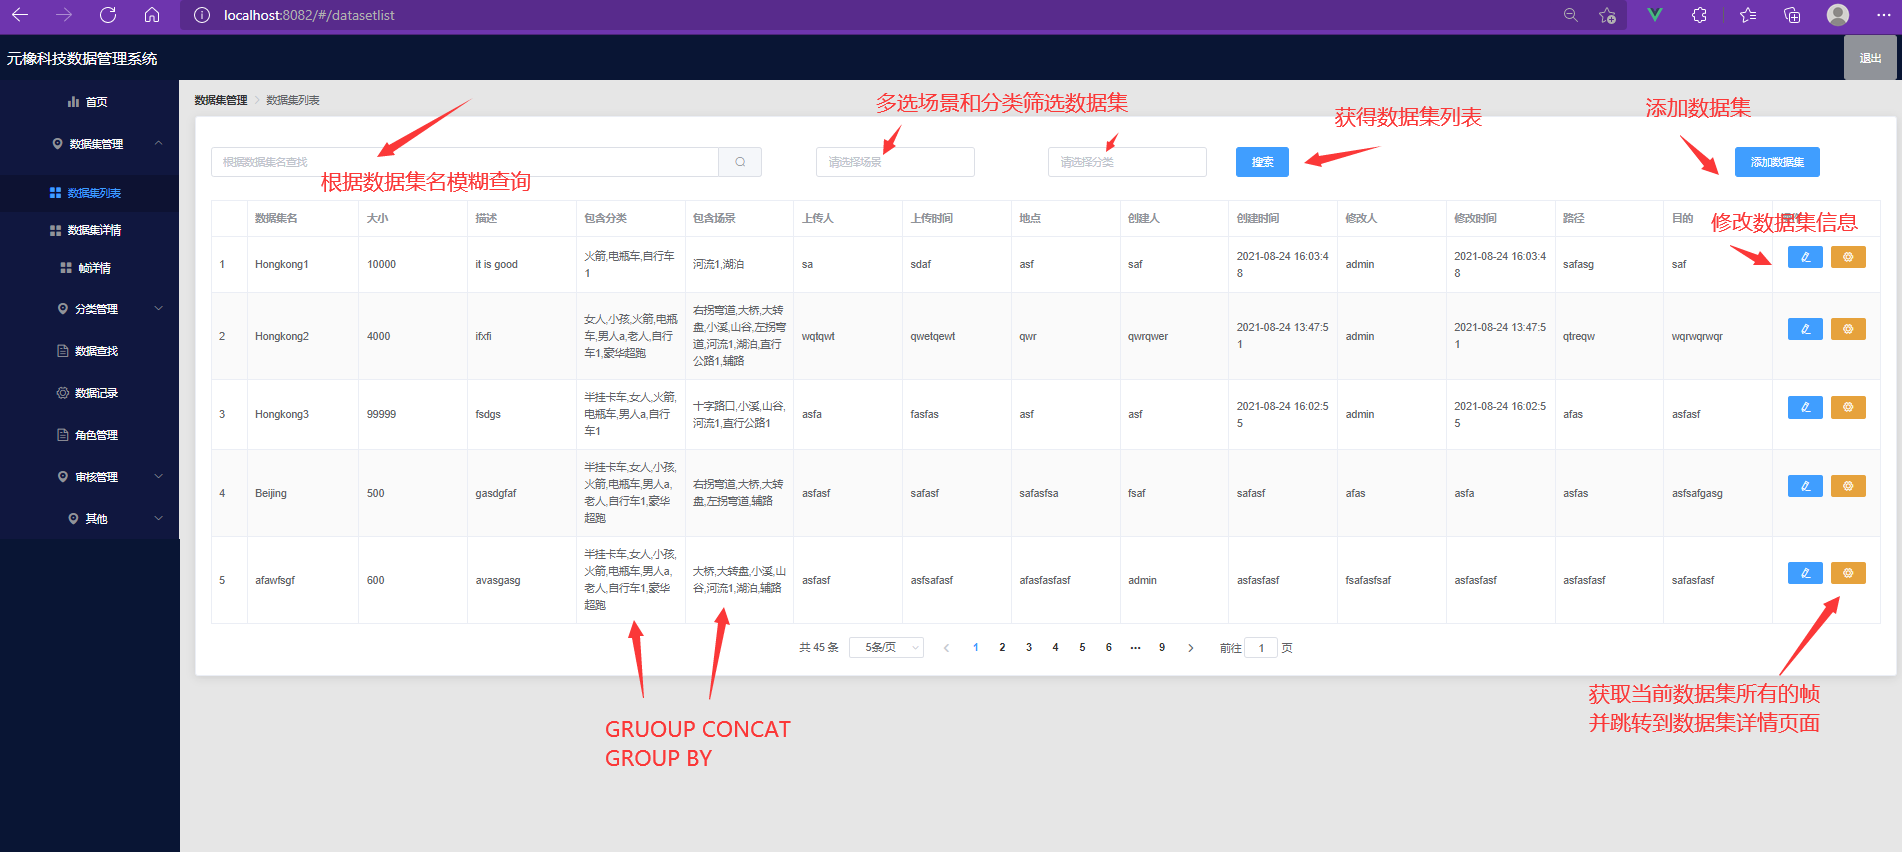 localhost:8082/#/datasetlist
元橡科技数据管理系统
退出
首页
数据集管理
数据集列表
数据集详情
帧详情
分类管理
数据查找
数据记录
角色管理
审核管理
其他
数据集管理 数据集列表
多选场景和分类筛选数据集
获得数据集列表
添加数据集
根据数据集名查找
请选择场景
请选择分类
搜索
添加数据集
根据数据集名模糊查询
修改数据集信息
数据集名 大小 描述 包含分类 包含场景 上传人 上传时间 地点 创建人 创建时间 修改人 修改时间 路径 目的
1 Hongkong1 10000 it is good 火箭,电瓶车,自行车1 河流1,湖泊 sa sdaf asf saf 2021-08-24 16:03:48 admin 2021-08-24 16:03:48 safasg saf
2 Hongkong2 4000 ifxfi 女人,小孩,火箭,电瓶车,男人a,老人,自行车1,豪华超跑 右拐弯道,大桥,大转盘,小溪,山谷,左拐弯道,河流1,湖泊,直行公路1,辅路 wqtqwt qwetqewt qwr qwrqwer 2021-08-24 13:47:51 admin 2021-08-24 13:47:51 qtreqw wqrwqrwqr
3 Hongkong3 99999 fsdgs 半挂卡车,女人,火箭,电瓶车,男人a,自行车1 十字路口,小溪,山谷,河流1,直行公路1 asfa fasfas asf asf 2021-08-24 16:02:55 admin 2021-08-24 16:02:55 afas asfasf
4 Beijing 500 gasdgfaf 半挂卡车,女人,小孩,火箭,电瓶车,男人a,老人,自行车1,豪华超跑 右拐弯道,大桥,大转盘,左拐弯道,辅路 asfasf safasf safasfsa fsaf safasf afas asfa asfas asfsafgasg
5 afawfsgf 600 avasgasg 半挂卡车,女人,小孩,火箭,电瓶车,男人a,老人,自行车1,豪华超跑 大桥,大转盘,小溪,山谷,河流1,湖泊,辅路 asfasf asfsafasf afasfasfasf admin asfasfasf fsafasfsaf asfasfasf asfasfasf safasfasf
共 45 条 5条/页 1 2 3 4 5 6 ··· 9 前往 1 页
获取当前数据集所有的帧
并跳转到数据集详情页面
GRUOUP CONCAT
GROUP BY